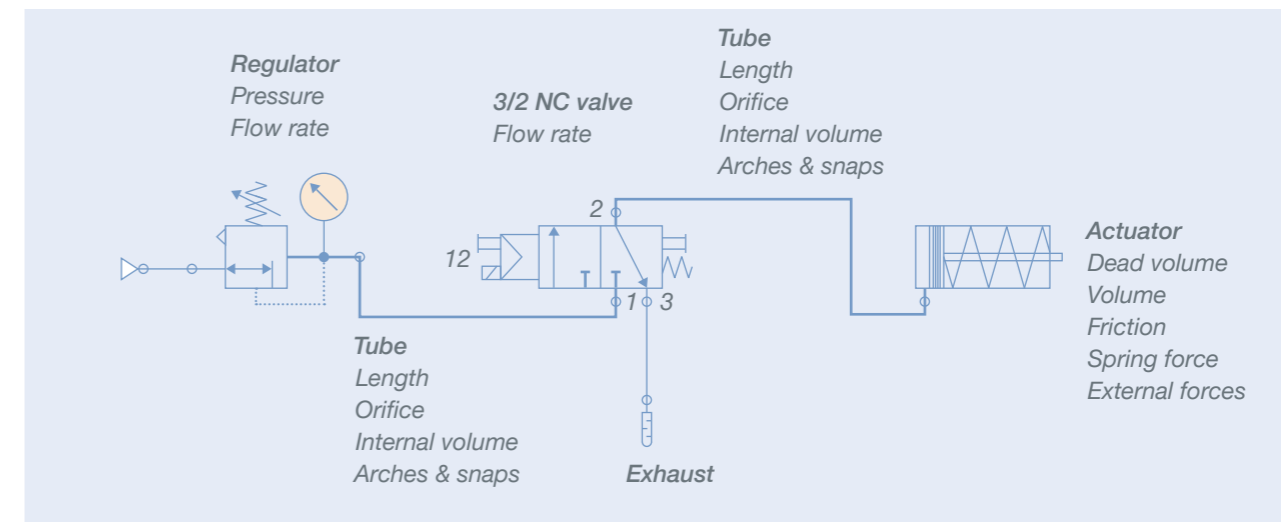 Regulator
Pressure
Flow rate
3/2 NC valve
Flow rate
Tube
Length
Orifice
Internal volume
Arches & snaps
2
12
1
3
Actuator
Dead volume
Volume
Friction
Spring force
External forces
Tube
Length
Orifice
Internal volume
Arches & snaps
Exhaust